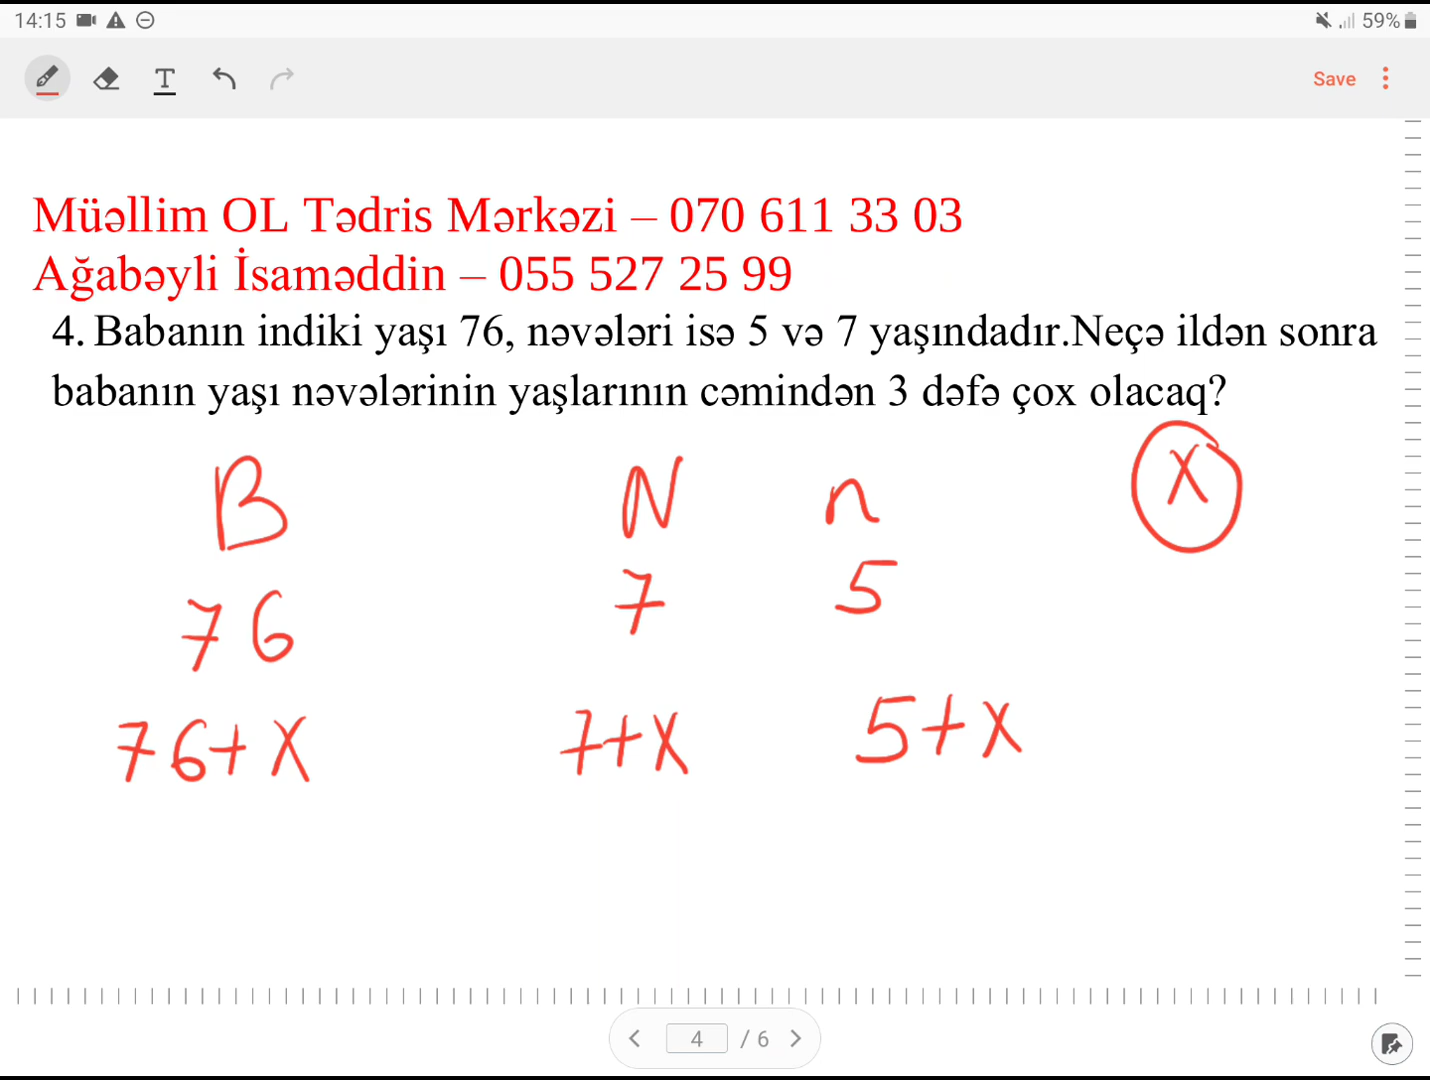 14:15 59%
T Save
Müəllim OL Tədris Mərkəzi – 070 611 33 03
Ağabəyli İsaməddin – 055 527 25 99
4. Babanın indiki yaşı 76, nəvələri isə 5 və 7 yaşındadır.Neçə ildən sonra
babanın yaşı nəvələrinin yaşlarının cəmindən 3 dəfə çox olacaq?
B N n X
76 7 5
76+X 7+X 5+X
4 / 6